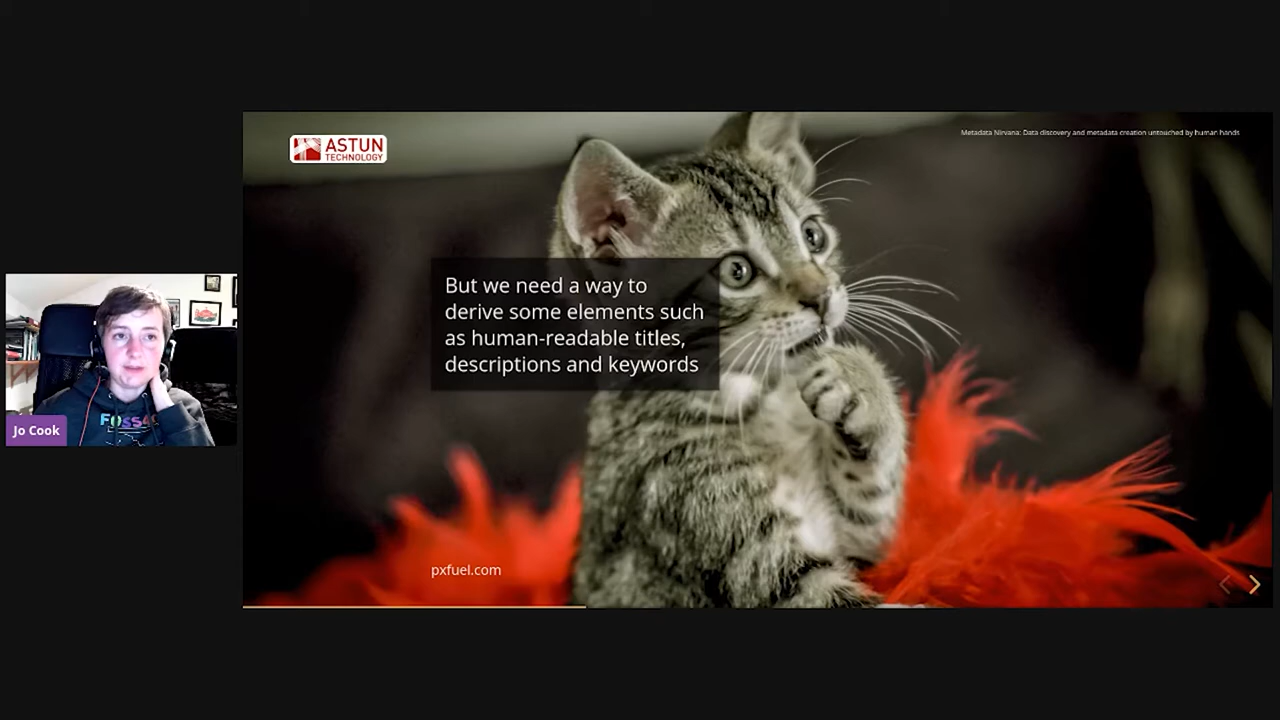 ASTUN
TECHNOLOGY
Metadata Nirvana: Data discovery and metadata creation untouched by human hands
But we need a way to
derive some elements such
as human-readable titles,
descriptions and keywords
Jo Cook
pxfuel.com